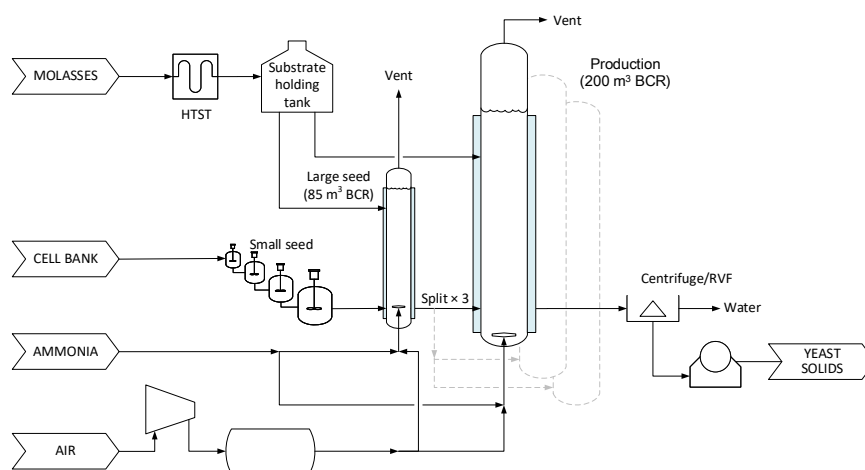 Vent
Production
(200 m³ BCR)
MOLASSES
Substrate
holding
tank
Vent
HTST
Large seed
(85 m³ BCR)
CELL BANK
Small seed
Centrifuge/RVF
Split × 3
Water
AMMONIA
YEAST
SOLIDS
AIR